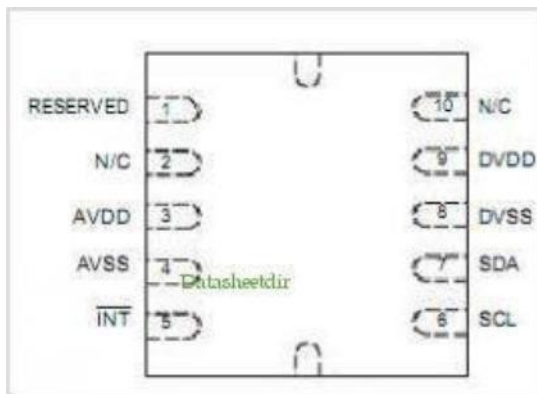 RESERVED 1 10 N/C
N/C 2 9 DVDD
AVDD 3 8 DVSS
AVSS 4 7 SDA
Datasheetdir
INT 5 6 SCL